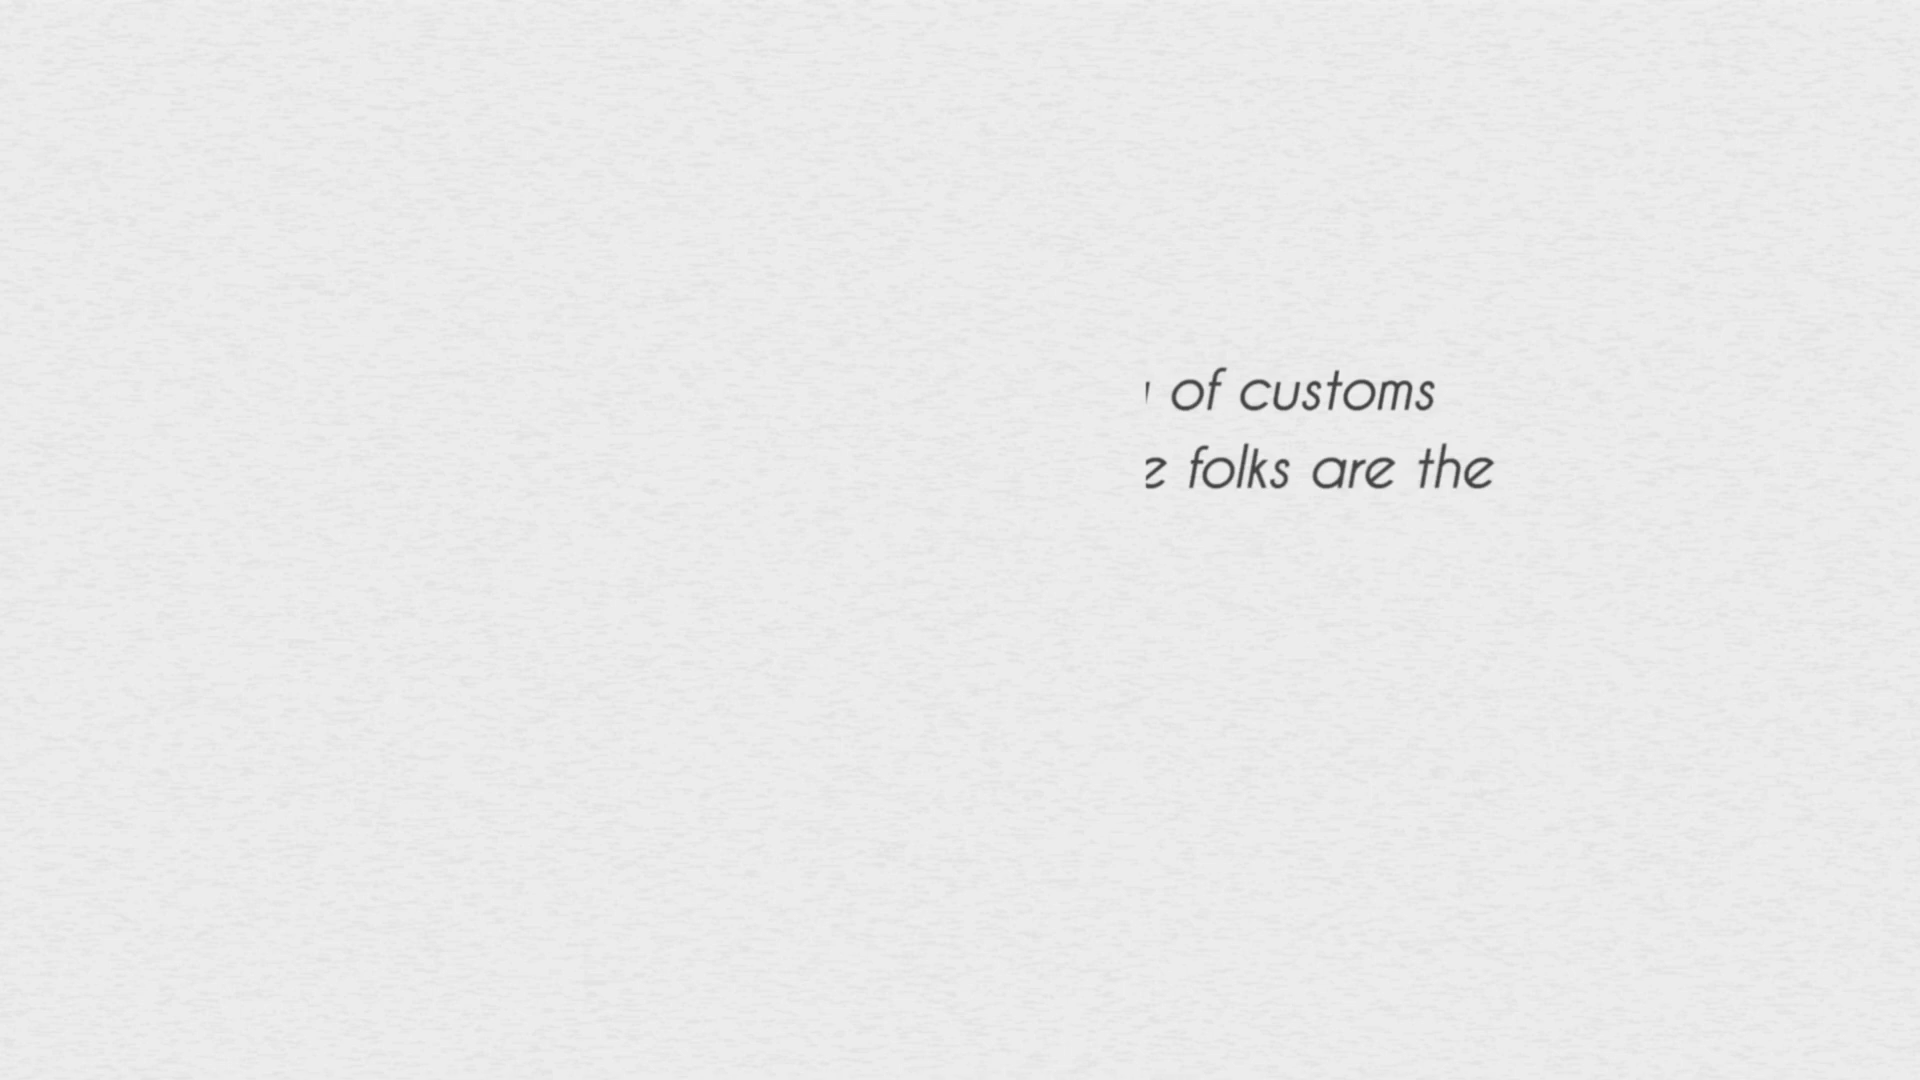 of customs
folks are the